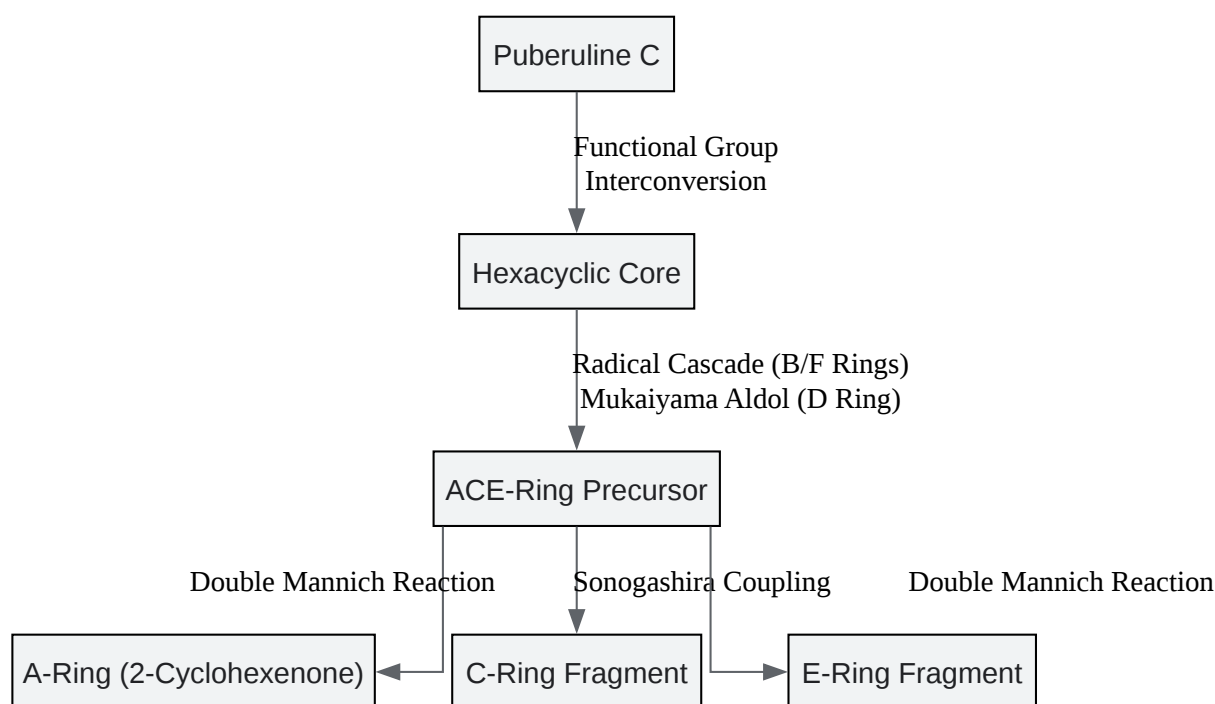 Puberuline C
Functional Group
Interconversion
Hexacyclic Core
Radical Cascade (B/F Rings)
Mukaiyama Aldol (D Ring)
ACE-Ring Precursor
Double Mannich Reaction
Sonogashira Coupling
Double Mannich Reaction
A-Ring (2-Cyclohexenone)
C-Ring Fragment
E-Ring Fragment